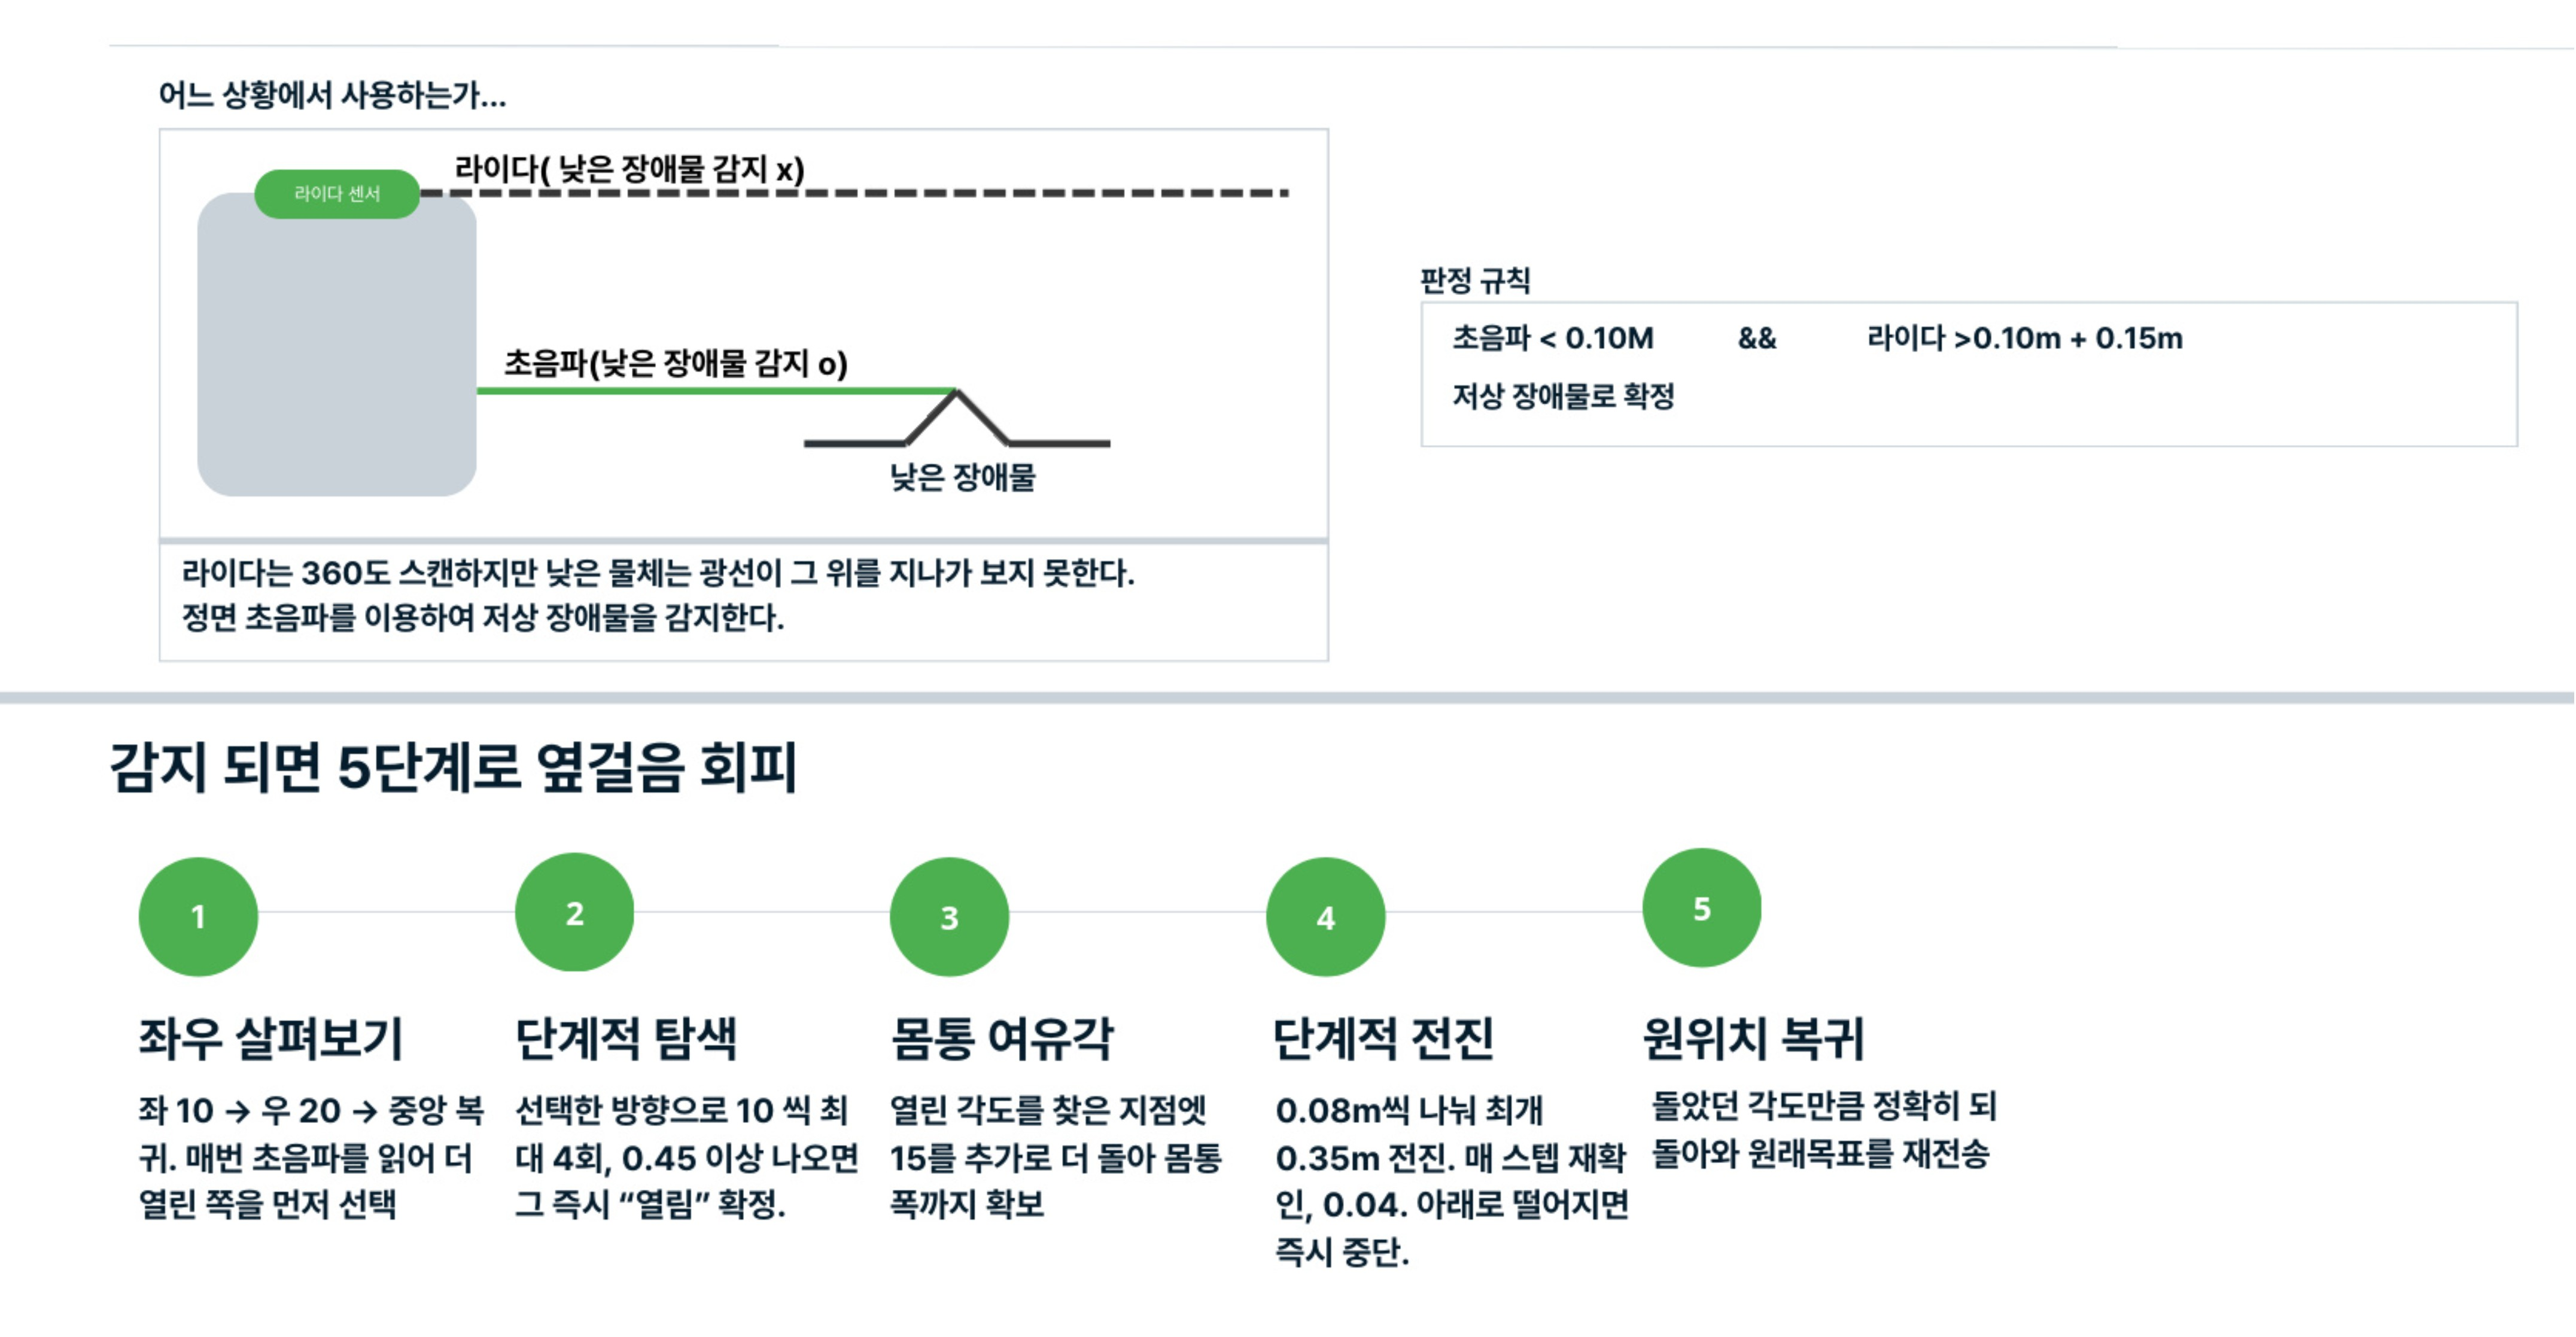 어느 상황에서 사용하는가...
라이다( 낮은 장애물 감지 x)
라이다 센서
초음파(낮은 장애물 감지 o)
낮은 장애물
라이다는 360도 스캔하지만 낮은 물체는 광선이 그 위를 지나가 보지 못한다.
정면 초음파를 이용하여 저상 장애물을 감지한다.
판정 규칙
초음파 < 0.10M && 라이다 >0.10m + 0.15m
저상 장애물로 확정
감지 되면 5단계로 옆걸음 회피
1
2
3
4
5
좌우 살펴보기
좌 10 → 우 20 → 중앙 복
귀. 매번 초음파를 읽어 더
열린 쪽을 먼저 선택
단계적 탐색
선택한 방향으로 10 씩 최
대 4회, 0.45 이상 나오면
그 즉시 “열림” 확정.
몸통 여유각
열린 각도를 찾은 지점엣
15를 추가로 더 돌아 몸통
폭까지 확보
단계적 전진
0.08m씩 나눠 최개
0.35m 전진. 매 스텝 재확
인, 0.04. 아래로 떨어지면
즉시 중단.
원위치 복귀
돌았던 각도만큼 정확히 되
돌아와 원래목표를 재전송